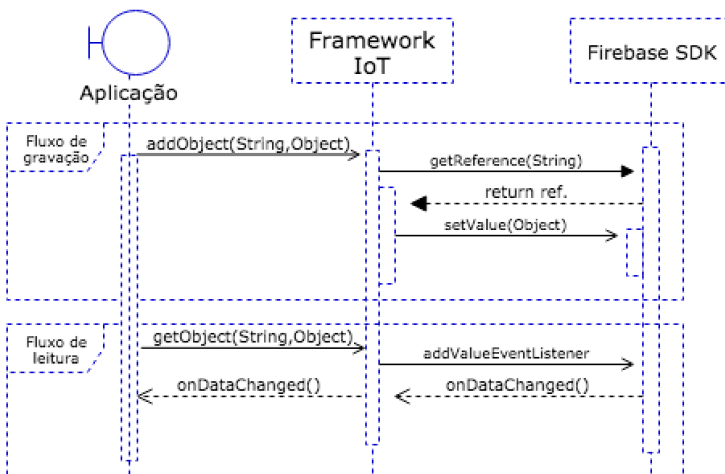 Framework
IoT
Firebase SDK
Aplicação
Fluxo de
gravação
addObject(String,Object)
getReference(String)
return ref.
setValue(Object)
Fluxo de
leitura
getObject(String,Object)
addValueEventListener
onDataChanged()
onDataChanged()